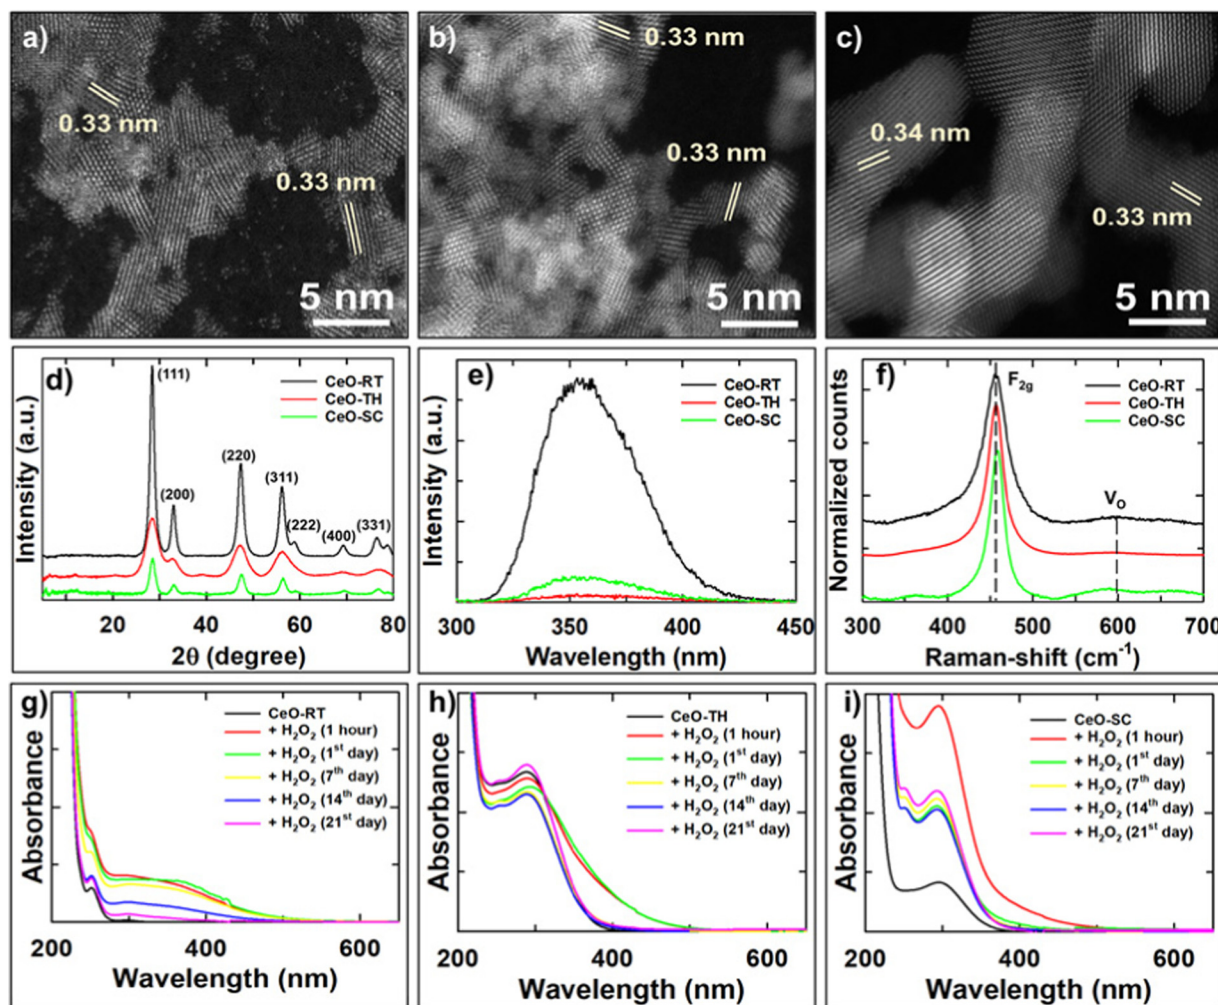 a)
0.33 nm
0.33 nm
5 nm
b)
0.33 nm
0.33 nm
5 nm
c)
0.34 nm
0.33 nm
5 nm
d)
(111)
(200)
(220)
(311)
(222)
(400)
(331)
CeO-RT
CeO-TH
CeO-SC
Intensity (a.u.)
20 40 60 80
2θ (degree)
e)
CeO-RT
CeO-TH
CeO-SC
Intensity (a.u.)
300 350 400 450
Wavelength (nm)
f)
F2g
VO
CeO-RT
CeO-TH
CeO-SC
Normalized counts
300 400 500 600 700
Raman-shift (cm⁻¹)
g)
CeO-RT
+ H₂O₂ (1 hour)
+ H₂O₂ (1ˢᵗ day)
+ H₂O₂ (7ᵗʰ day)
+ H₂O₂ (14ᵗʰ day)
+ H₂O₂ (21ˢᵗ day)
Absorbance
200 400 600
Wavelength (nm)
h)
CeO-TH
+ H₂O₂ (1 hour)
+ H₂O₂ (1ˢᵗ day)
+ H₂O₂ (7ᵗʰ day)
+ H₂O₂ (14ᵗʰ day)
+ H₂O₂ (21ˢᵗ day)
Absorbance
200 400 600
Wavelength (nm)
i)
CeO-SC
+ H₂O₂ (1 hour)
+ H₂O₂ (1ˢᵗ day)
+ H₂O₂ (7ᵗʰ day)
+ H₂O₂ (14ᵗʰ day)
+ H₂O₂ (21ˢᵗ day)
Absorbance
200 400 600
Wavelength (nm)